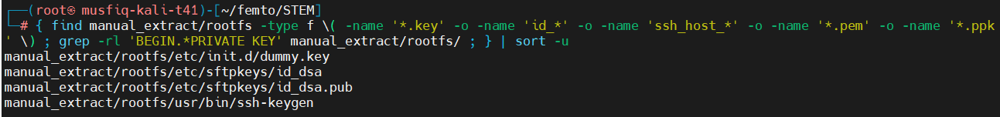 ┌──(root㉿ musfiq-kali-t41)-[~/femto/STEM]
└─# { find manual_extract/rootfs -type f \( -name '*.key' -o -name 'id_*' -o -name 'ssh_host_*' -o -name '*.pem' -o -name '*.ppk
' \) ; grep -rl 'BEGIN.*PRIVATE KEY' manual_extract/rootfs/ ; } | sort -u
manual_extract/rootfs/etc/init.d/dummy.key
manual_extract/rootfs/etc/sftpkeys/id_dsa
manual_extract/rootfs/etc/sftpkeys/id_dsa.pub
manual_extract/rootfs/usr/bin/ssh-keygen